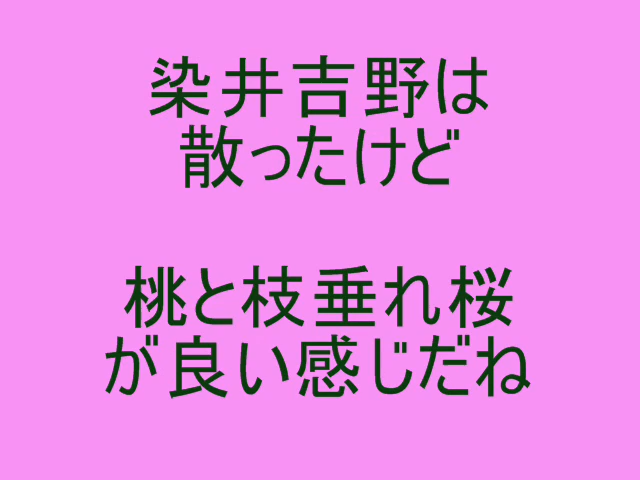 染井吉野は
散ったけど
桃と枝垂れ桜
が良い感じだね